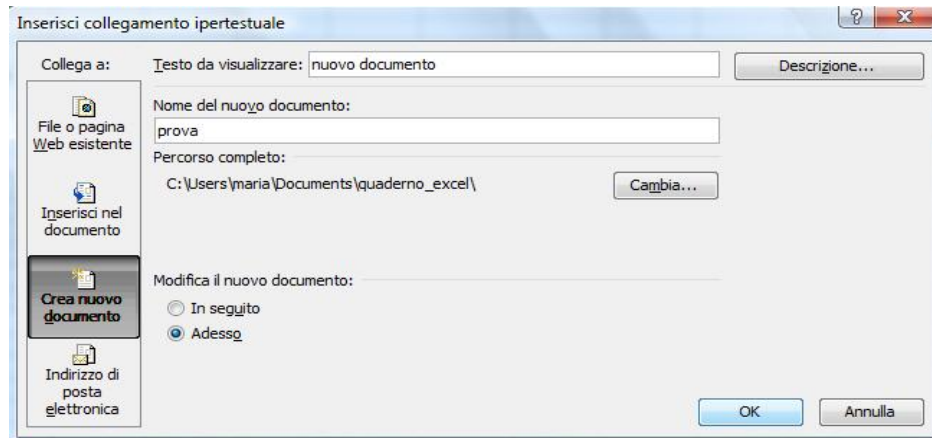 Inserisci collegamento ipertestuale
?
X
Collega a:
Testo da visualizzare: nuovo documento
Descrizione...
File o pagina
Web esistente
Nome del nuovo documento:
prova
Percorso completo:
C:\Users\maria\Documents\quaderno_excel\
Cambia...
Inserisci nel
documento
Crea nuovo
documento
Modifica il nuovo documento:
In seguito
Adesso
Indirizzo di
posta
elettronica
OK
Annulla